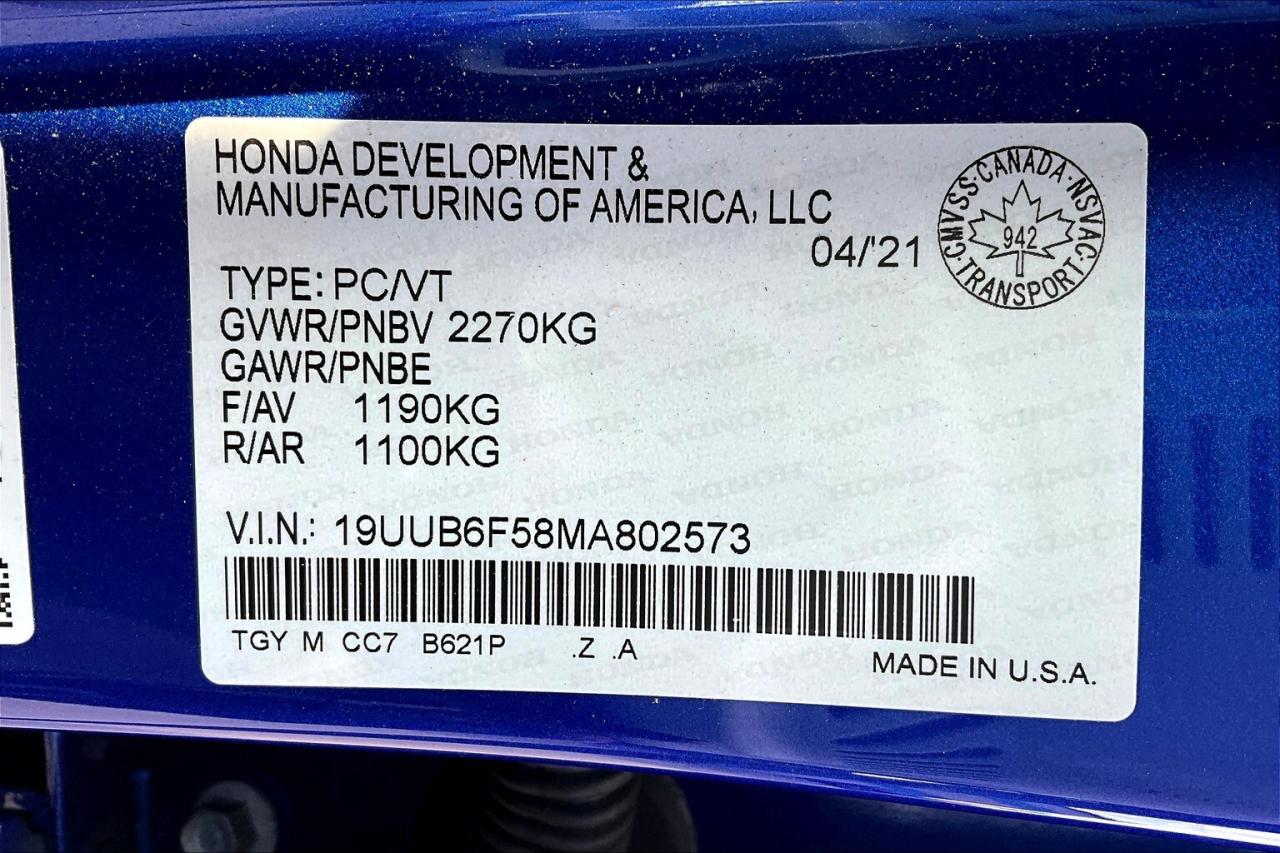 HONDA DEVELOPMENT &
MANUFACTURING OF AMERICA, LLC
04/'21
CMVSS·CANADA·NSVAC·TRANSPORT·
942
TYPE: PC/VT
GVWR/PNBV 2270KG
GAWR/PNBE
F/AV 1190KG
R/AR 1100KG
V.I.N.: 19UUB6F58MA802573
TGY M CC7 B621P .Z .A
MADE IN U.S.A.